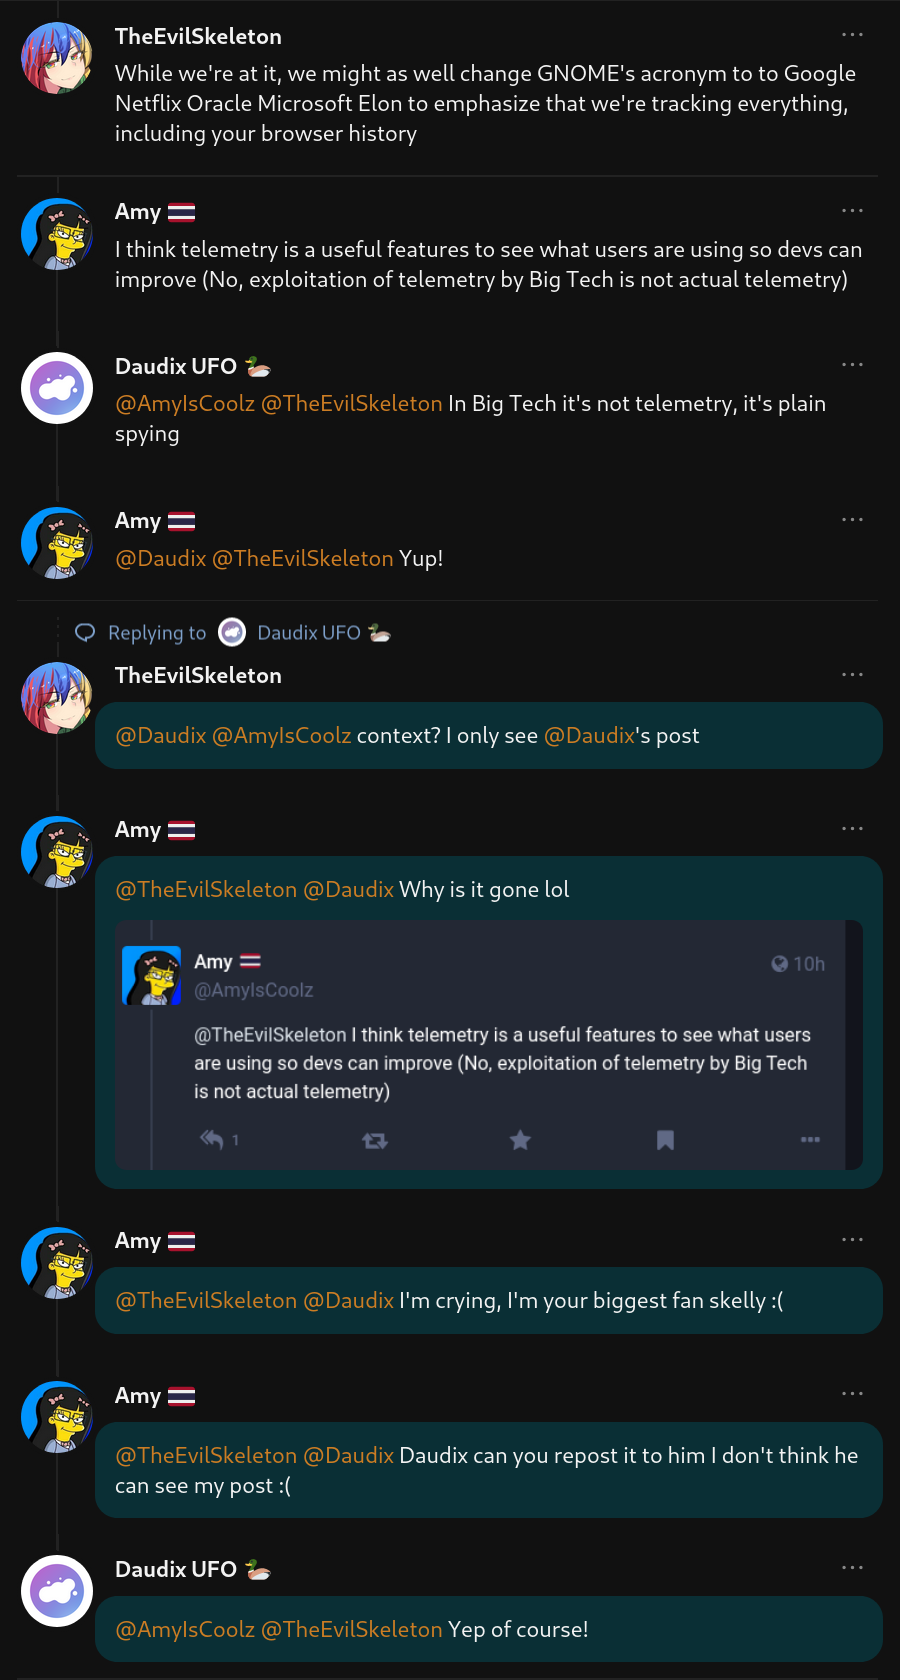 TheEvilSkeleton
While we're at it, we might as well change GNOME's acronym to to Google
Netflix Oracle Microsoft Elon to emphasize that we're tracking everything,
including your browser history
Amy 🇹🇭
I think telemetry is a useful features to see what users are using so devs can
improve (No, exploitation of telemetry by Big Tech is not actual telemetry)
Daudix UFO 🦆
@AmyIsCoolz @TheEvilSkeleton In Big Tech it's not telemetry, it's plain
spying
Amy 🇹🇭
@Daudix @TheEvilSkeleton Yup!
Replying to Daudix UFO 🦆
TheEvilSkeleton
@Daudix @AmyIsCoolz context? I only see @Daudix's post
Amy 🇹🇭
@TheEvilSkeleton @Daudix Why is it gone lol
Amy 🇹🇭 10h
@AmyIsCoolz
@TheEvilSkeleton I think telemetry is a useful features to see what users
are using so devs can improve (No, exploitation of telemetry by Big Tech
is not actual telemetry)
1
Amy 🇹🇭
@TheEvilSkeleton @Daudix I'm crying, I'm your biggest fan skelly :(
Amy 🇹🇭
@TheEvilSkeleton @Daudix Daudix can you repost it to him I don't think he
can see my post :(
Daudix UFO 🦆
@AmyIsCoolz @TheEvilSkeleton Yep of course!